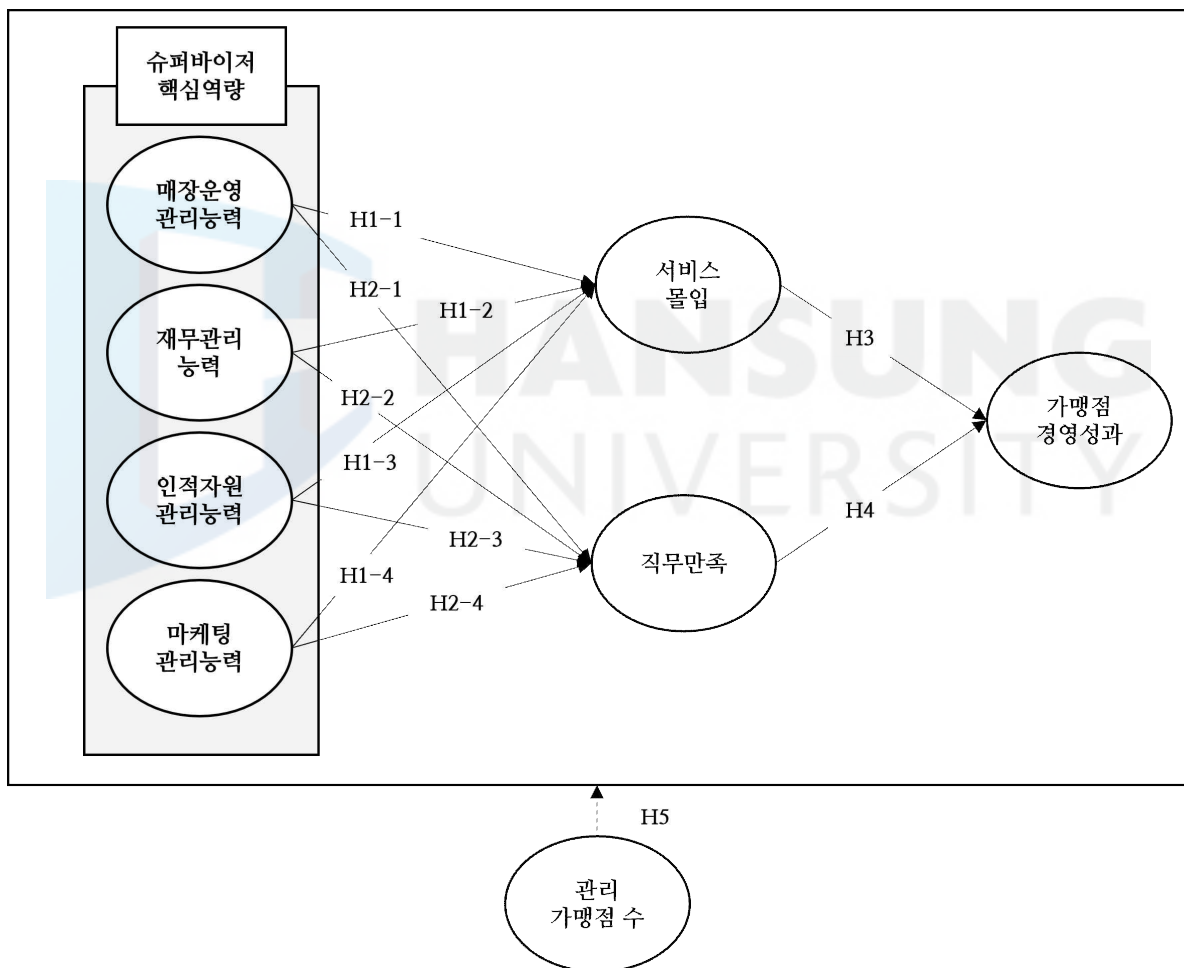 슈퍼바이저
핵심역량
매장운영
관리능력
재무관리
능력
인적자원
관리능력
마케팅
관리능력
H1-1
H2-1
H1-2
H2-2
H1-3
H2-3
H1-4
H2-4
서비스
몰입
직무만족
H3
H4
가맹점
경영성과
H5
관리
가맹점 수
HANSUNG
UNIVERSITY